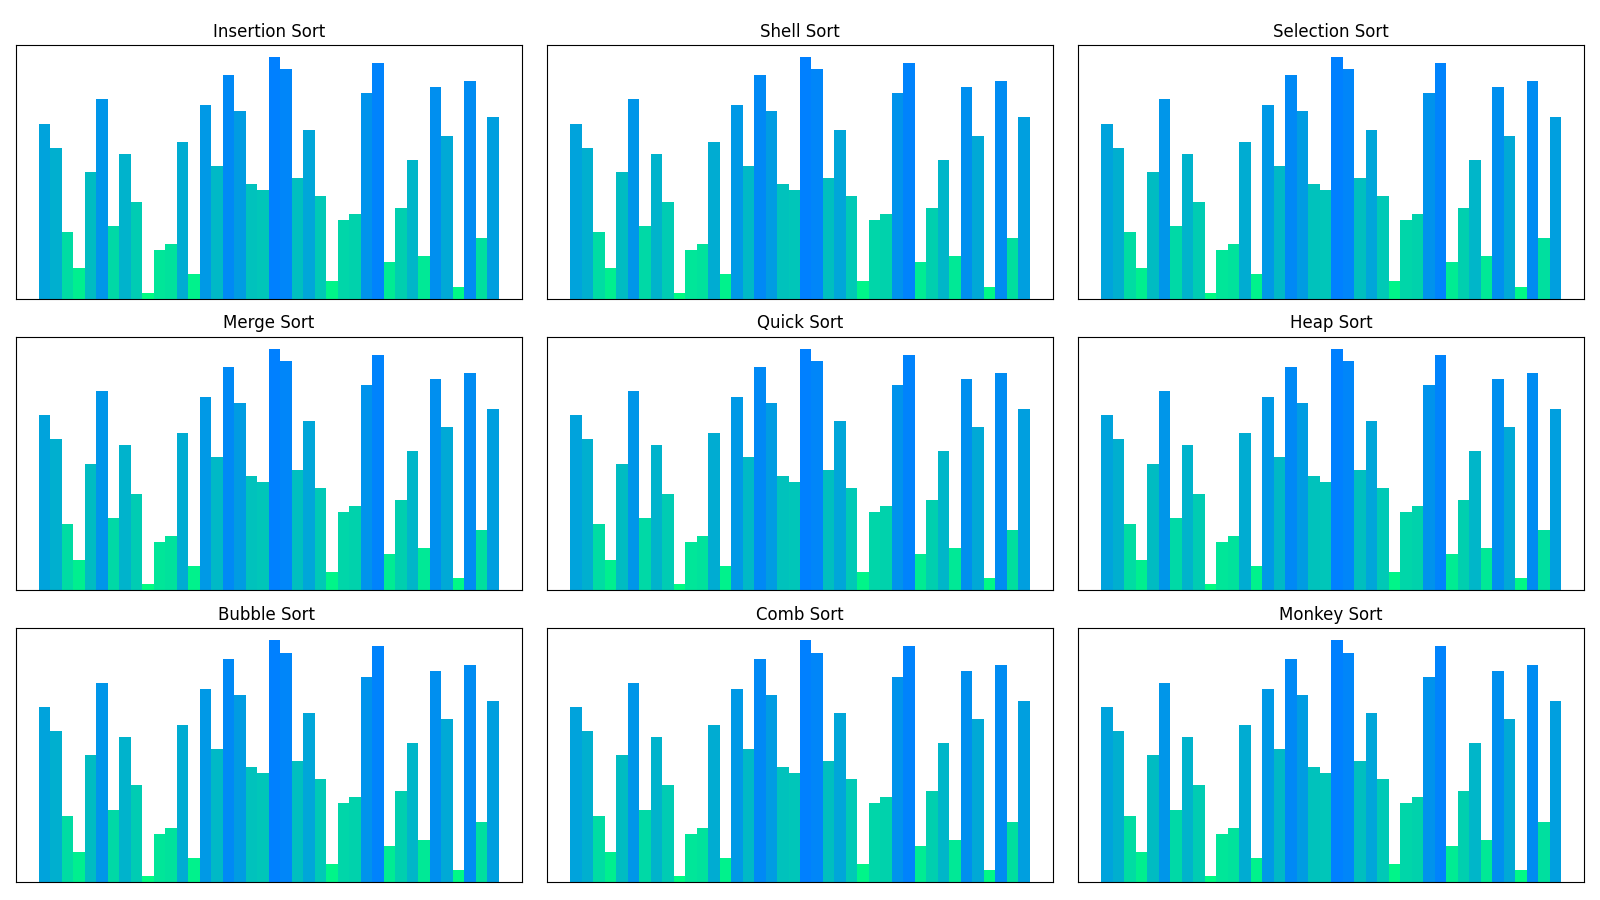 Insertion Sort
Shell Sort
Selection Sort
Merge Sort
Quick Sort
Heap Sort
Bubble Sort
Comb Sort
Monkey Sort